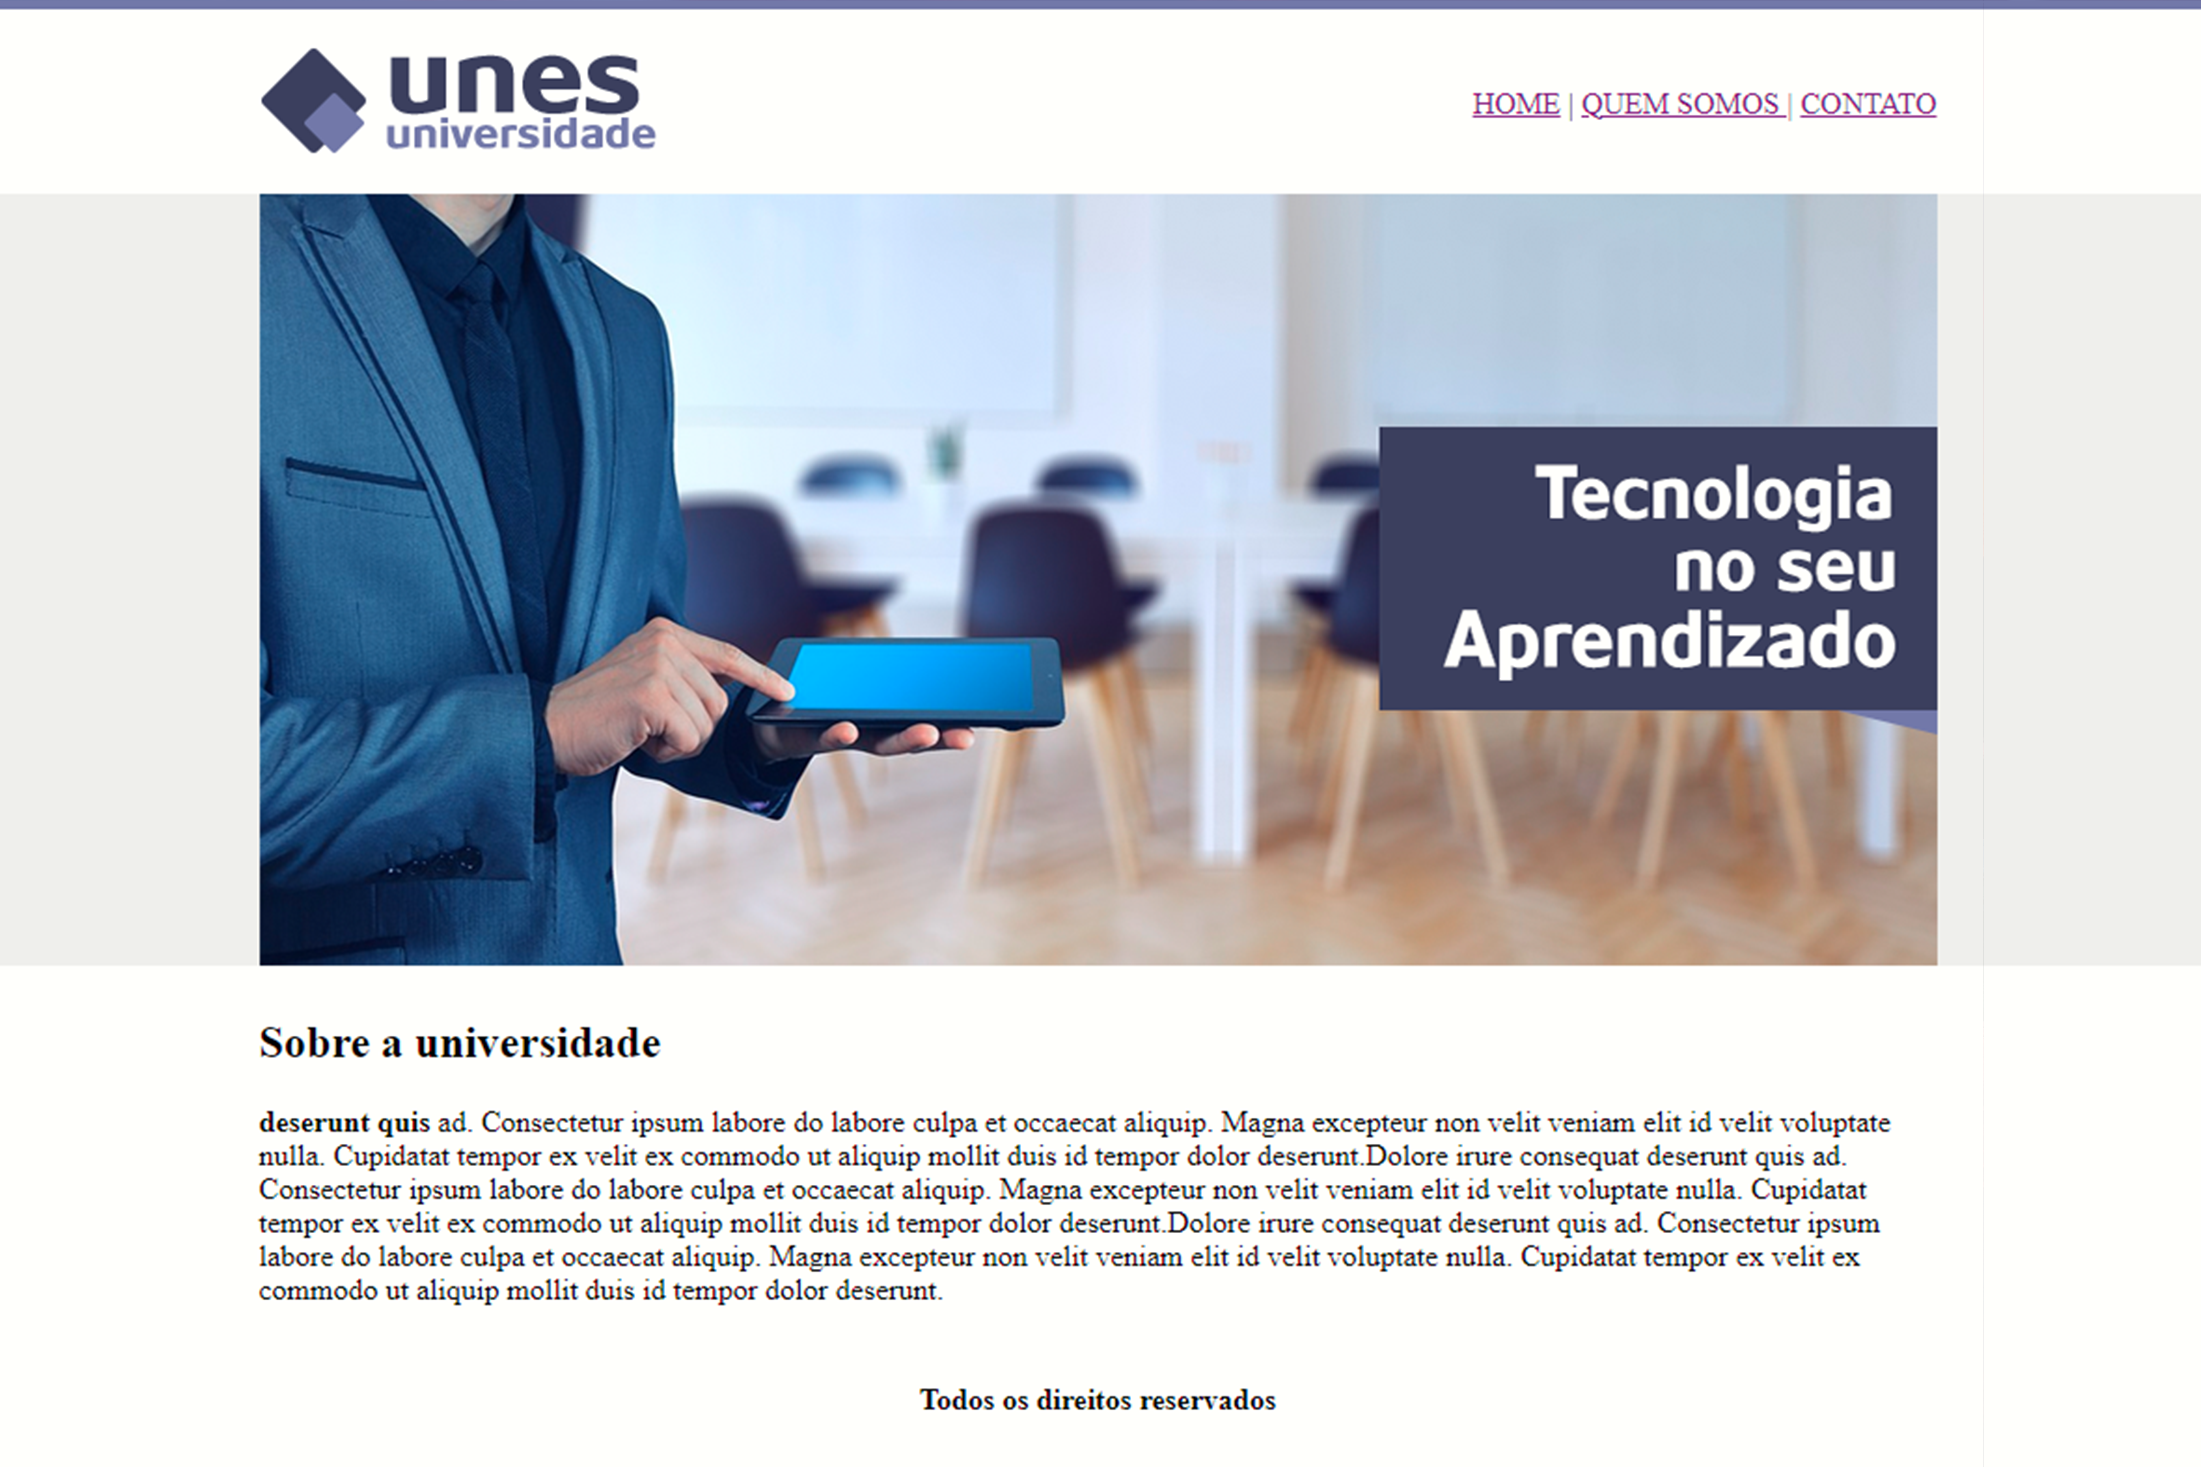 unes
universidade
HOME | QUEM SOMOS | CONTATO
Tecnologia
no seu
Aprendizado
Sobre a universidade
deserunt quis ad. Consectetur ipsum labore do labore culpa et occaecat aliquip. Magna excepteur non velit veniam elit id velit voluptate
nulla. Cupidatat tempor ex velit ex commodo ut aliquip mollit duis id tempor dolor deserunt.Dolore irure consequat deserunt quis ad.
Consectetur ipsum labore do labore culpa et occaecat aliquip. Magna excepteur non velit veniam elit id velit voluptate nulla. Cupidatat
tempor ex velit ex commodo ut aliquip mollit duis id tempor dolor deserunt.Dolore irure consequat deserunt quis ad. Consectetur ipsum
labore do labore culpa et occaecat aliquip. Magna excepteur non velit veniam elit id velit voluptate nulla. Cupidatat tempor ex velit ex
commodo ut aliquip mollit duis id tempor dolor deserunt.
Todos os direitos reservados